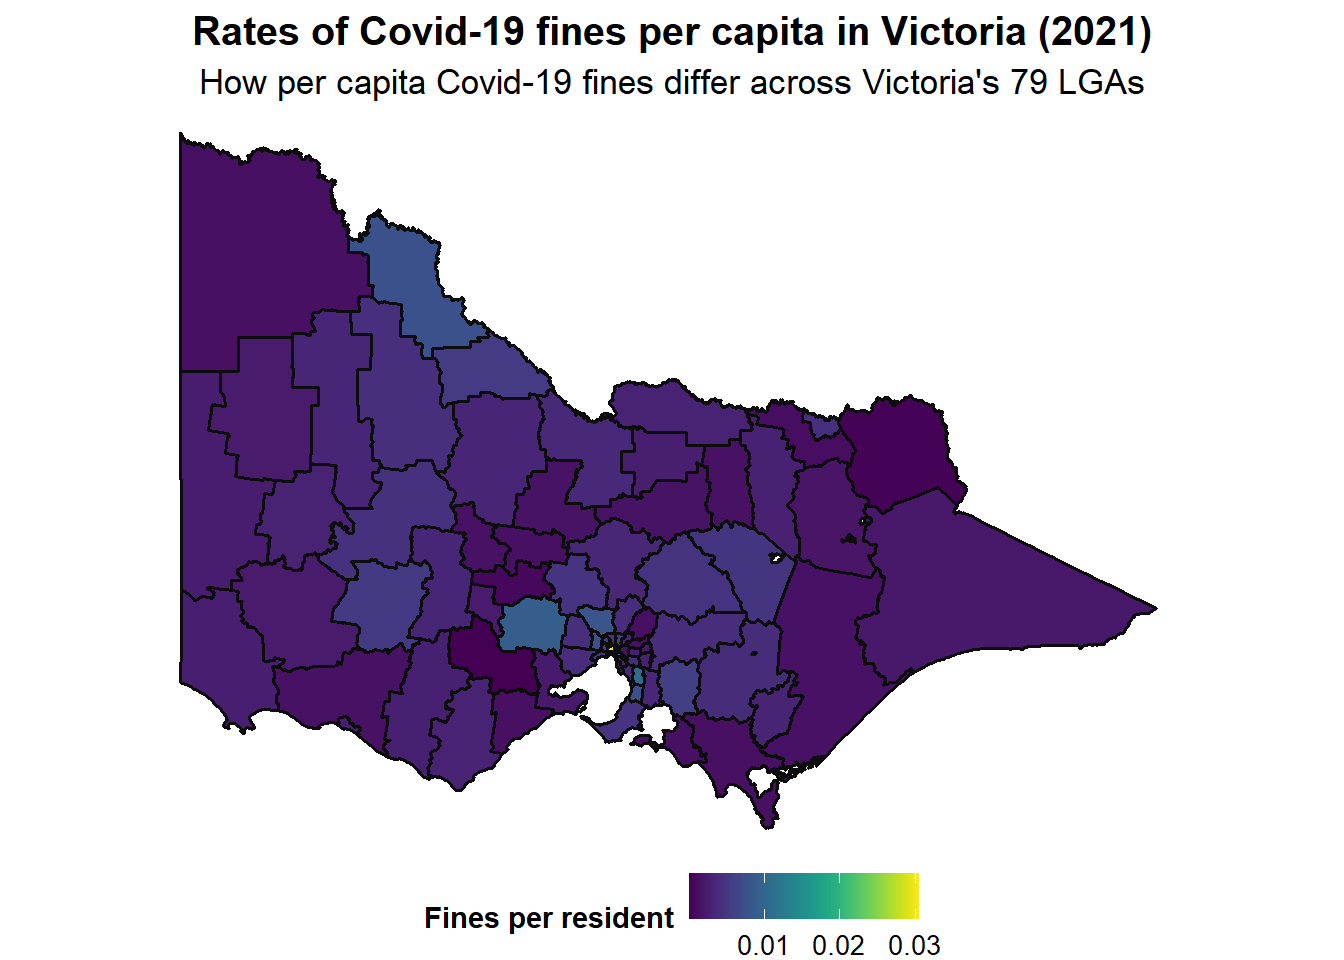 Rates of Covid-19 fines per capita in Victoria (2021)
How per capita Covid-19 fines differ across Victoria's 79 LGAs
Fines per resident
0.01 0.02 0.03